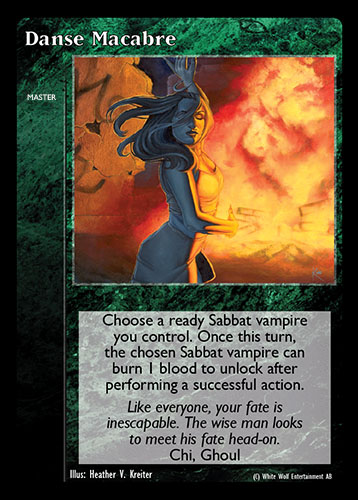 Danse Macabre
MASTER
Choose a ready Sabbat vampire
you control. Once this turn,
the chosen Sabbat vampire can
burn 1 blood to unlock after
performing a successful action.
Like everyone, your fate is
inescapable. The wise man looks
to meet his fate head-on.
Chi, Ghoul
Illus: Heather V. Kreiter
(C) White Wolf Entertainment AB